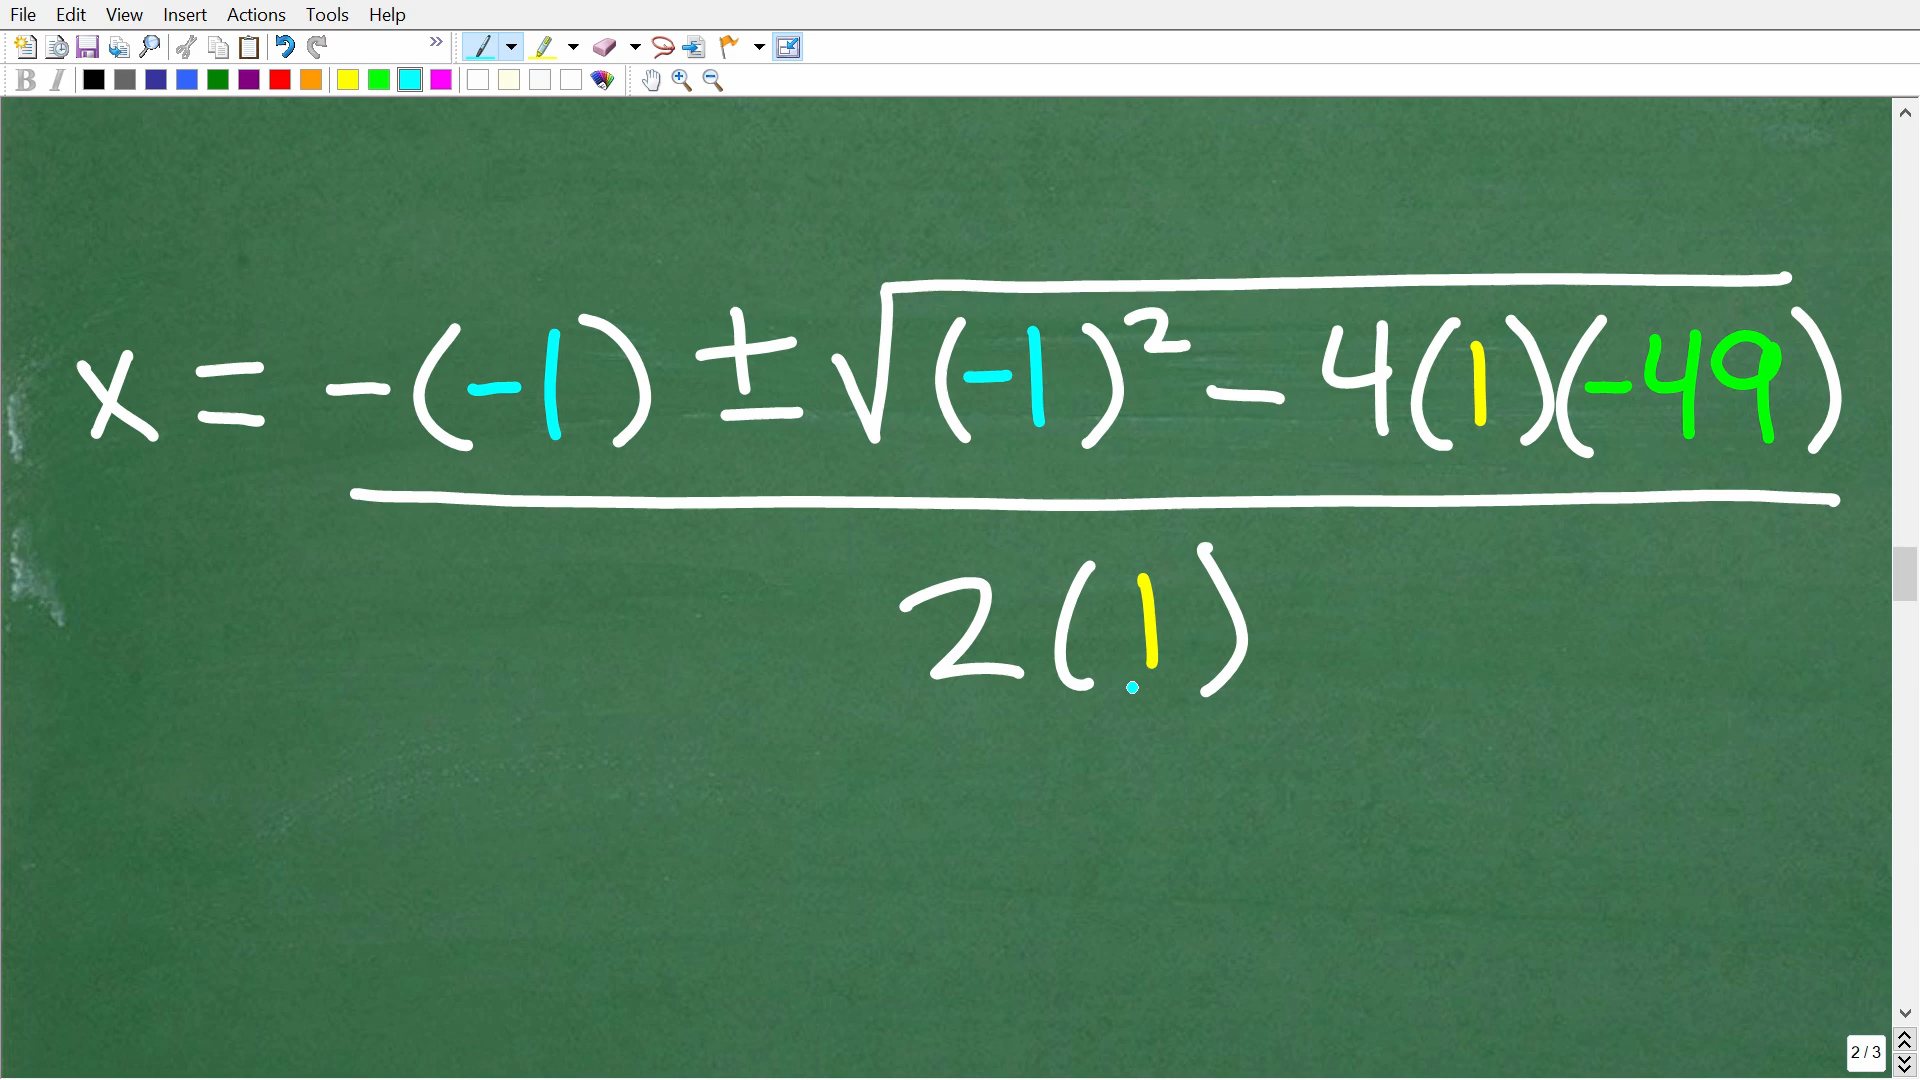 File Edit View Insert Actions Tools Help
B I
x = -(-1) ± √(-1)² - 4(1)(-49)
2(1)
2 / 3